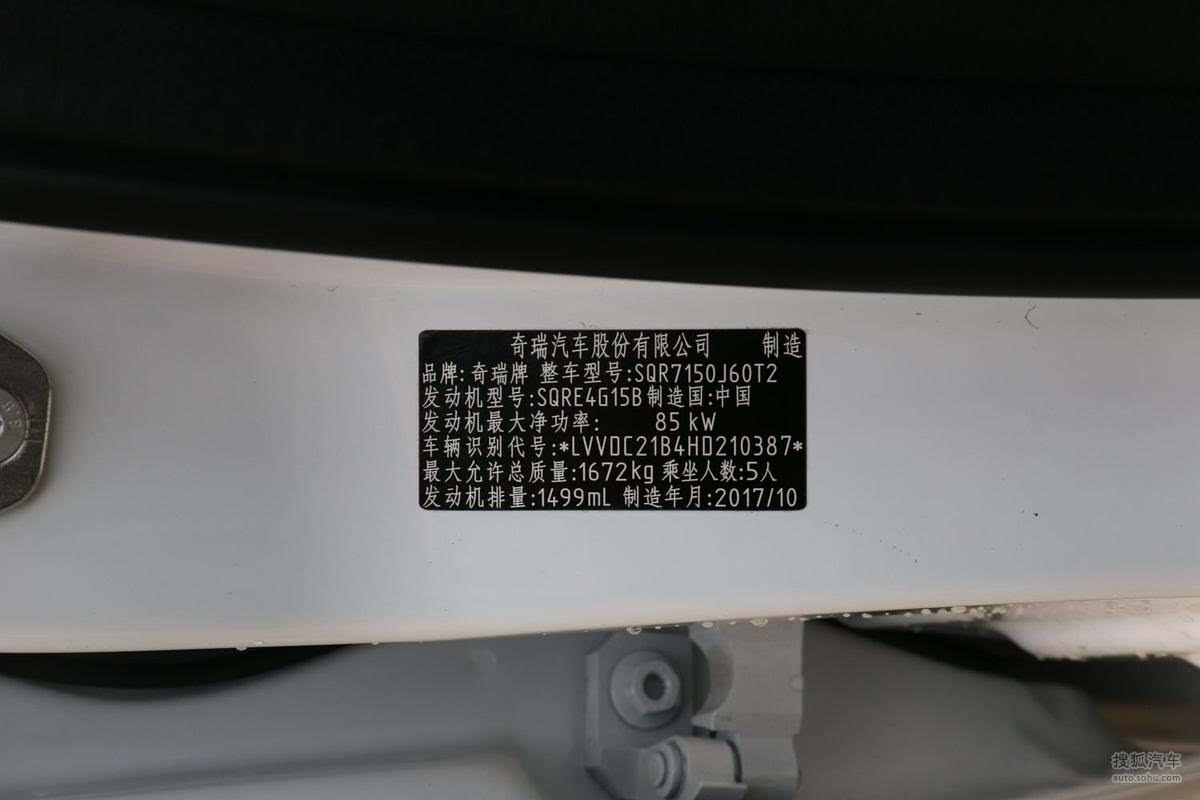 奇瑞汽车股份有限公司 制造
品牌:奇瑞牌 整车型号:SQR7150J60T2
发动机型号:SQRE4G15B 制造国:中国
发动机最大净功率: 85 kW
车辆识别代号:*LVVDC21B4HD210387*
最大允许总质量:1672kg 乘坐人数:5人
发动机排量:1499mL 制造年月:2017/10
搜狐汽车
auto.sohu.com